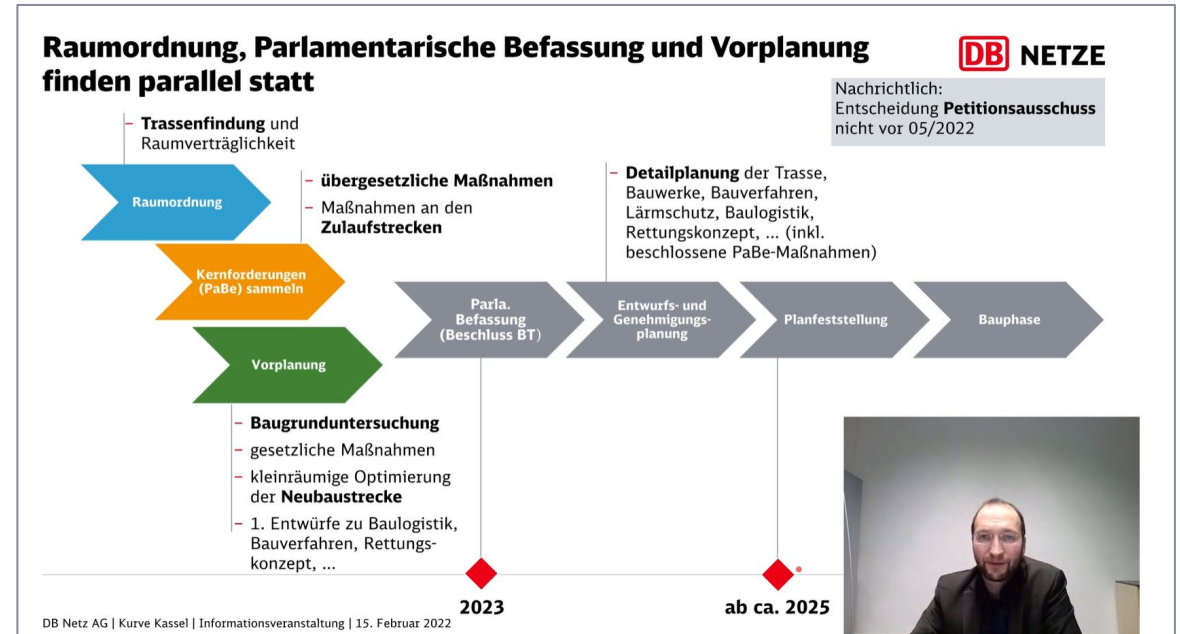 Raumordnung, Parlamentarische Befassung und Vorplanung
finden parallel statt
DB NETZE
Nachrichtlich:
Entscheidung Petitionsausschuss
nicht vor 05/2022
– Trassenfindung und
Raumverträglichkeit
Raumordnung
– übergesetzliche Maßnahmen
– Maßnahmen an den
Zulaufstrecken
– Detailplanung der Trasse,
Bauwerke, Bauverfahren,
Lärmschutz, Baulogistik,
Rettungskonzept, ... (inkl.
beschlossene PaBe-Maßnahmen)
Kernforderungen
(PaBe) sammeln
Parla.
Befassung
(Beschluss BT)
Entwurfs- und
Genehmigungs-
planung
Planfeststellung
Bauphase
Vorplanung
– Baugrunduntersuchung
– gesetzliche Maßnahmen
– kleinräumige Optimierung
der Neubaustrecke
– 1. Entwürfe zu Baulogistik,
Bauverfahren, Rettungs-
konzept, ...
2023
ab ca. 2025
DB Netz AG | Kurve Kassel | Informationsveranstaltung | 15. Februar 2022